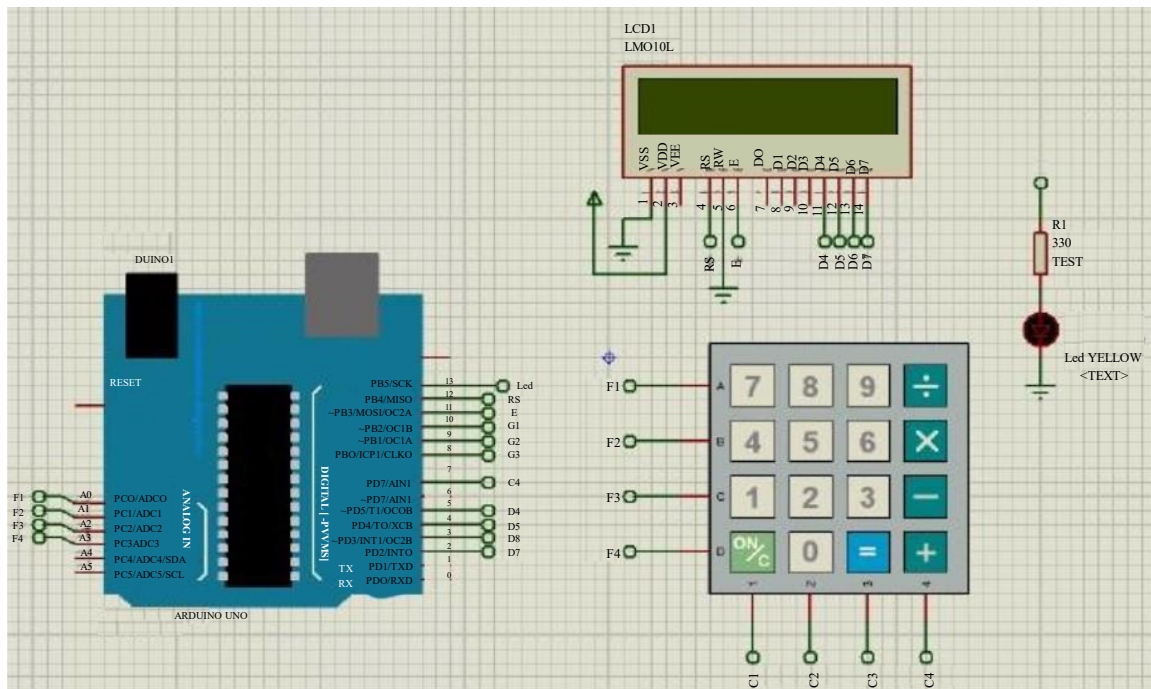 LCD1
LMO10L
VSS
VDD
VEE
RS
RW
E
DO
D1
D2
D3
D4
D5
D6
D7
1
2
3
4
5
6
7
8
9
10
11
12
13
14
RS
E
D4
D5
D6
D7
R1
330
TEST
Led YELLOW
<TEXT>
DUINO1
RESET
PB5/SCK 13 Led
PB4/MISO 12 RS
~PB3/MOSI/OC2A 11 E
~PB2/OC1B 10 G1
~PB1/OC1A 9 G2
PBO/ICP1/CLKO 8 G3
PD7/AIN1 7 C4
~PD7/AIN1 6
~PD5/T1/OCOB 5 D4
PD4/TO/XCB 4 D5
~PD3/INT1/OC2B 3 D8
PD2/INTO 2 D7
TX PD1/TXD 1
RX PDO/RXD 0
DIGITAL [-PVVMS]
ANALOG IN
F1 A0 PCO/ADCO
F2 A1 PC1/ADC1
F3 A2 PC2/ADC2
F4 A3 PC3ADC3
A4 PC4/ADC4/SDA
A5 PC5/ADC5/SCL
ARDUINO UNO
F1 A 7 8 9 ÷
F2 B 4 5 6 ×
F3 C 1 2 3 −
F4 D ON/C 0 = +
1 2 3 4
C1 C2 C3 C4